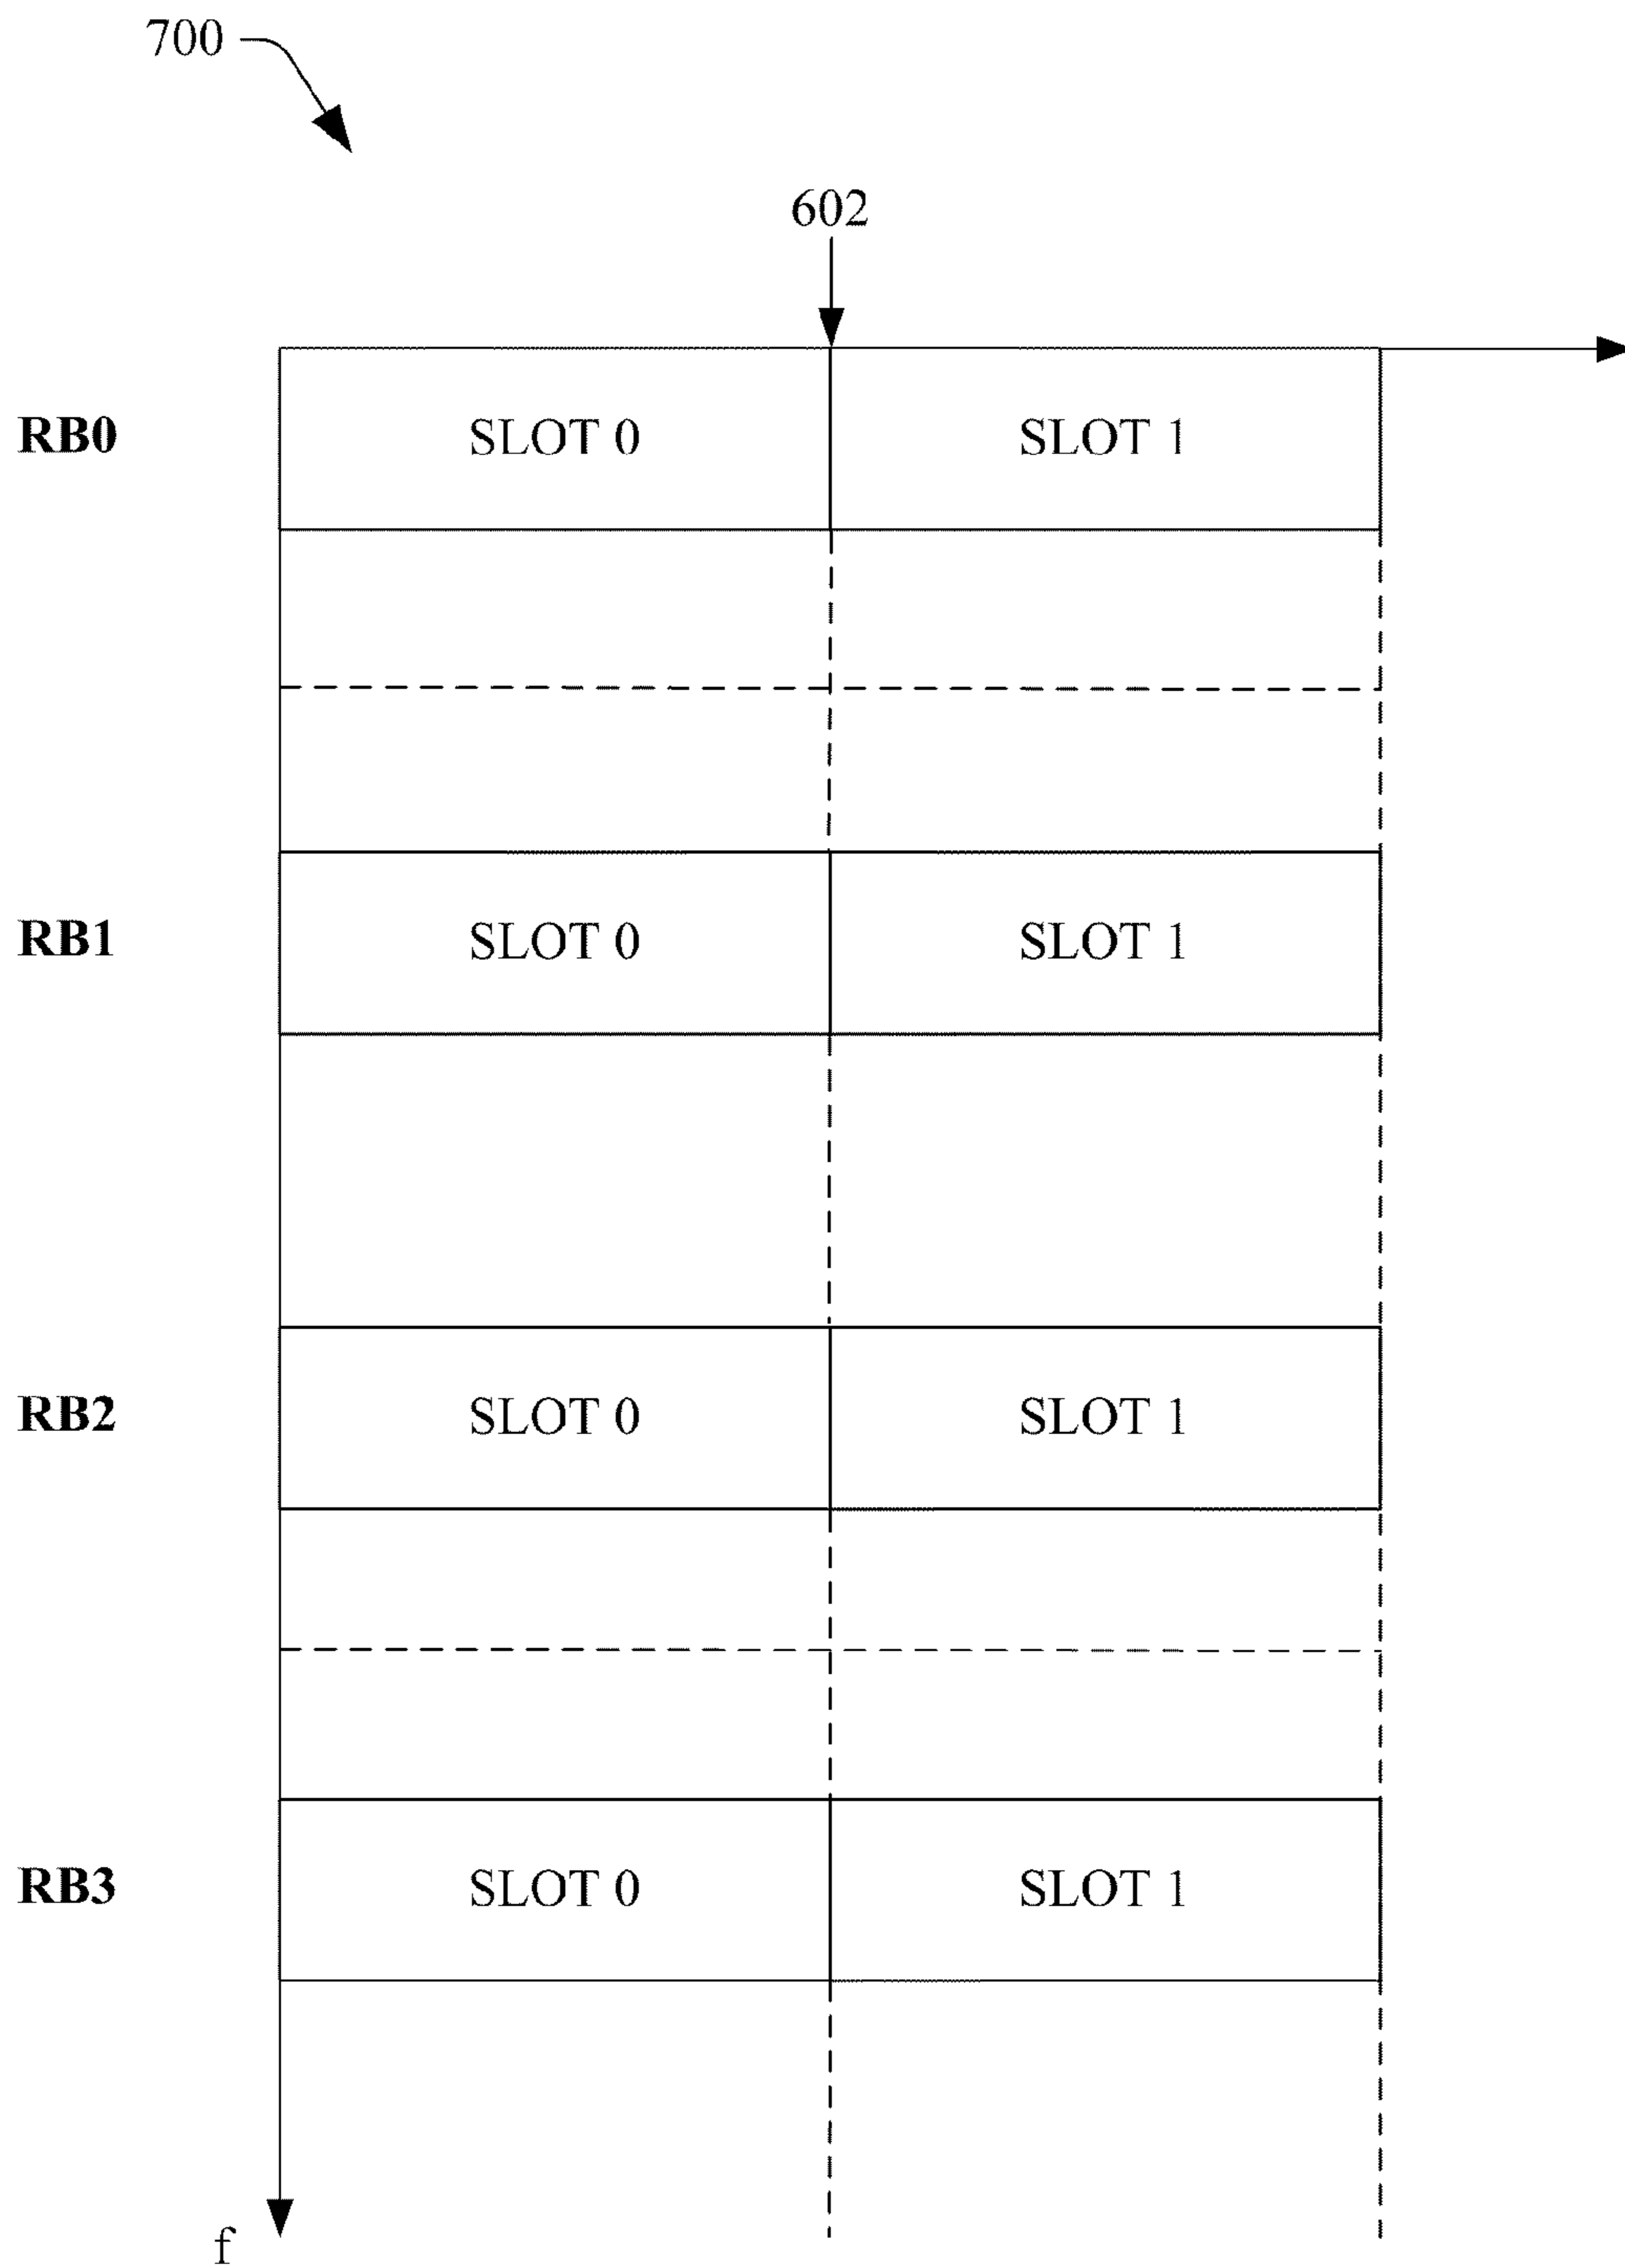 700
602
RB0 SLOT 0 SLOT 1
RB1 SLOT 0 SLOT 1
RB2 SLOT 0 SLOT 1
RB3 SLOT 0 SLOT 1
f